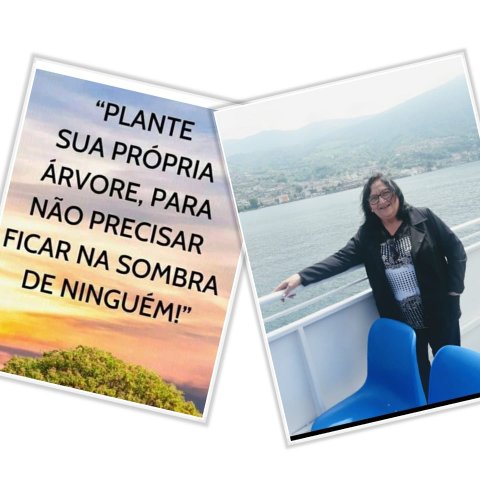 “PLANTE
SUA PRÓPRIA
ÁRVORE, PARA
NÃO PRECISAR
FICAR NA SOMBRA
DE NINGUÉM!”